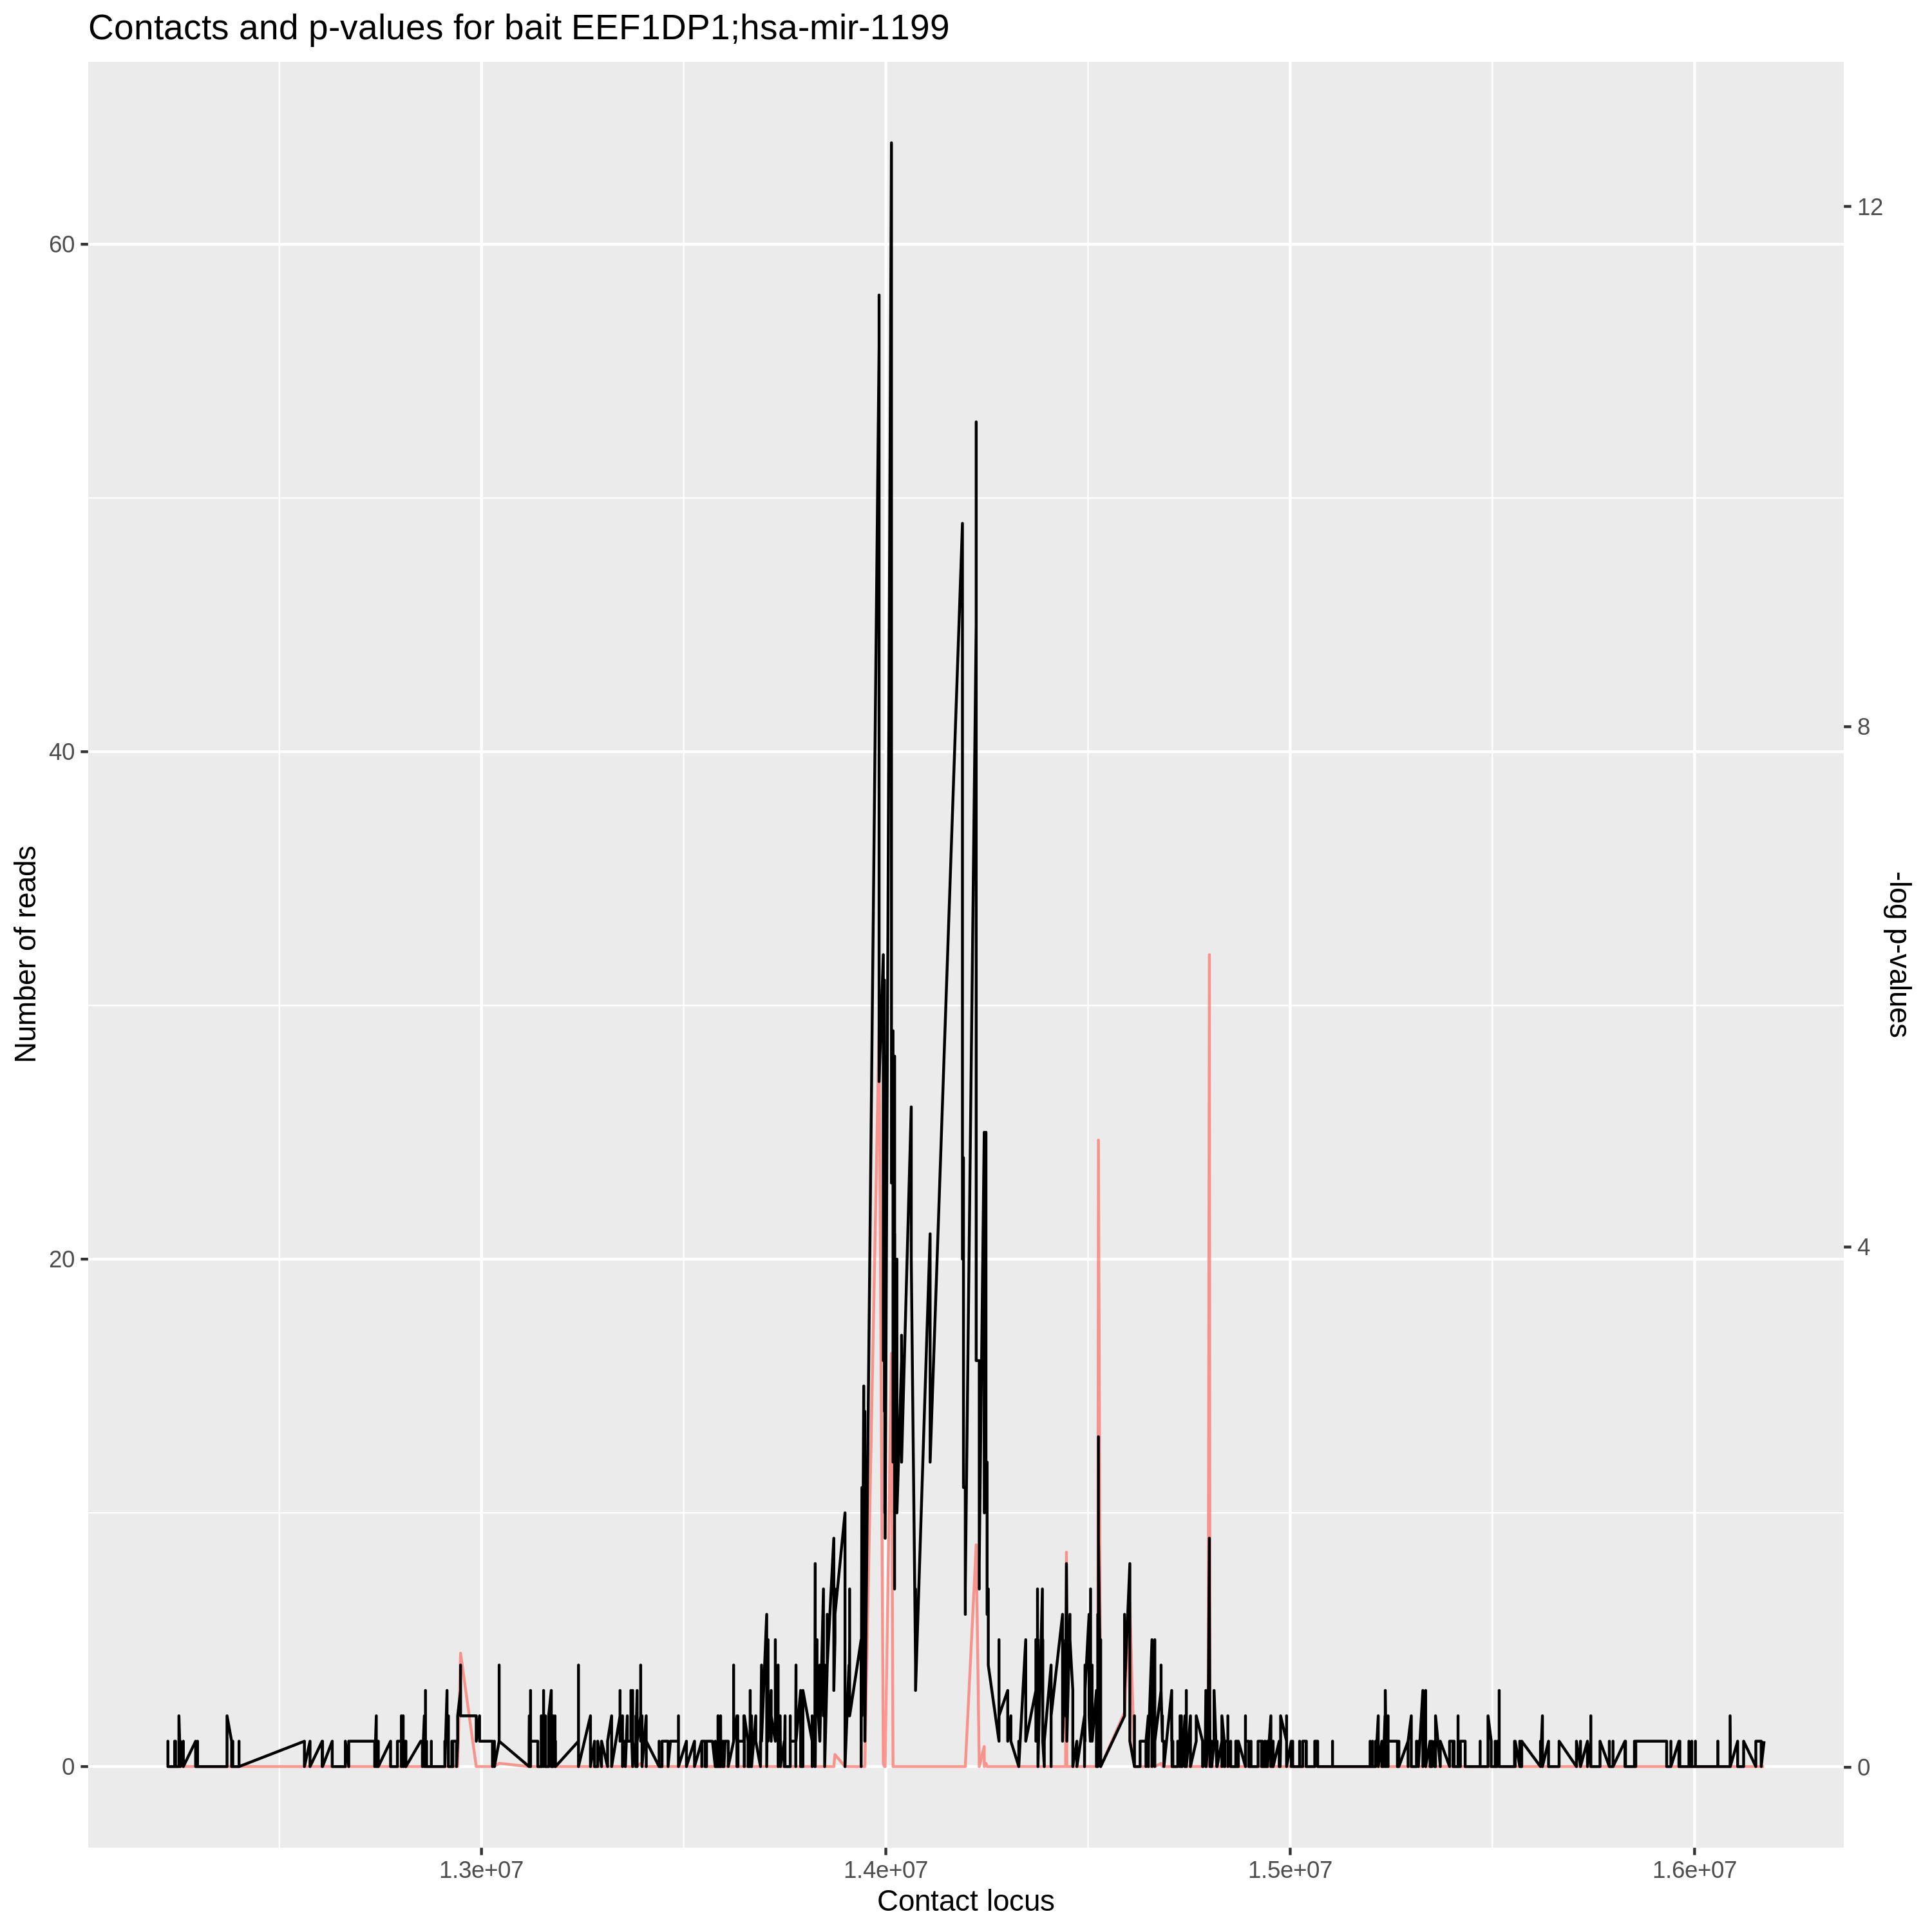 Contacts and p-values for bait EEF1DP1;hsa-mir-1199
60
40
20
0
12
8
4
0
Number of reads
-log p-values
1.3e+07 1.4e+07 1.5e+07 1.6e+07
Contact locus